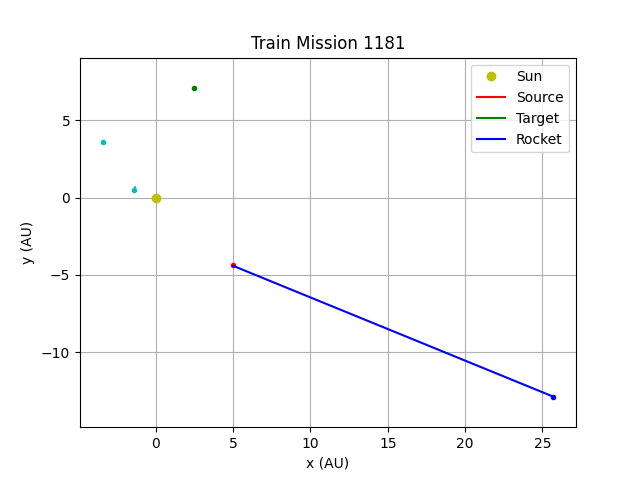 Train Mission 1181
Sun
Source
Target
Rocket
5
0
−5
−10
y (AU)
0
5
10
15
20
25
x (AU)